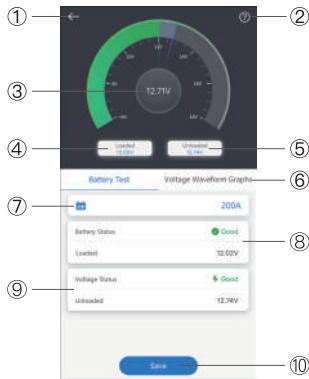 ① ②
③ 12.71V
④ Loaded
12.02V
Unloaded
12.74V ⑤
Battery Test Voltage Waveform Graphs ⑥
⑦ 200A
Battery Status Good ⑧
Loaded 12.02V
⑨ Voltage Status Good
Unloaded 12.74V
Save ⑩